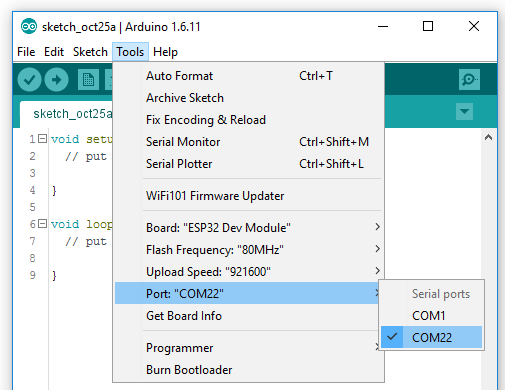 sketch_oct25a | Arduino 1.6.11
File Edit Sketch Tools Help
Auto Format Ctrl+T
Archive Sketch
Fix Encoding & Reload
Serial Monitor Ctrl+Shift+M
Serial Plotter Ctrl+Shift+L
WiFi101 Firmware Updater
Board: "ESP32 Dev Module"
Flash Frequency: "80MHz"
Upload Speed: "921600"
Port: "COM22"
Get Board Info
Programmer
Burn Bootloader
Serial ports
COM1
COM22
sketch_oct25a
1 void setu
2 // put
3
4 }
5
6 void loop
7 // put
8
9 }